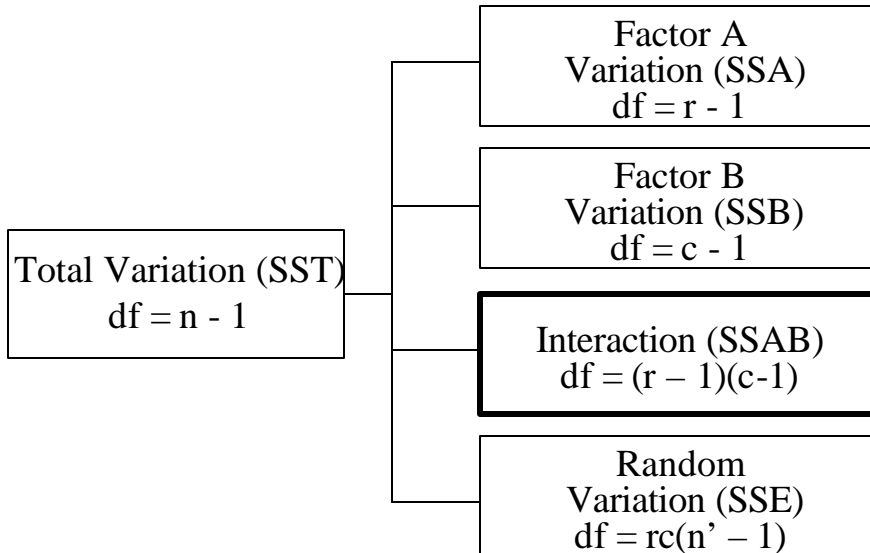 Factor A
Variation (SSA)
df = r - 1
Factor B
Variation (SSB)
df = c - 1
Total Variation (SST)
df = n - 1
Interaction (SSAB)
df = (r – 1)(c-1)
Random
Variation (SSE)
df = rc(n’ – 1)